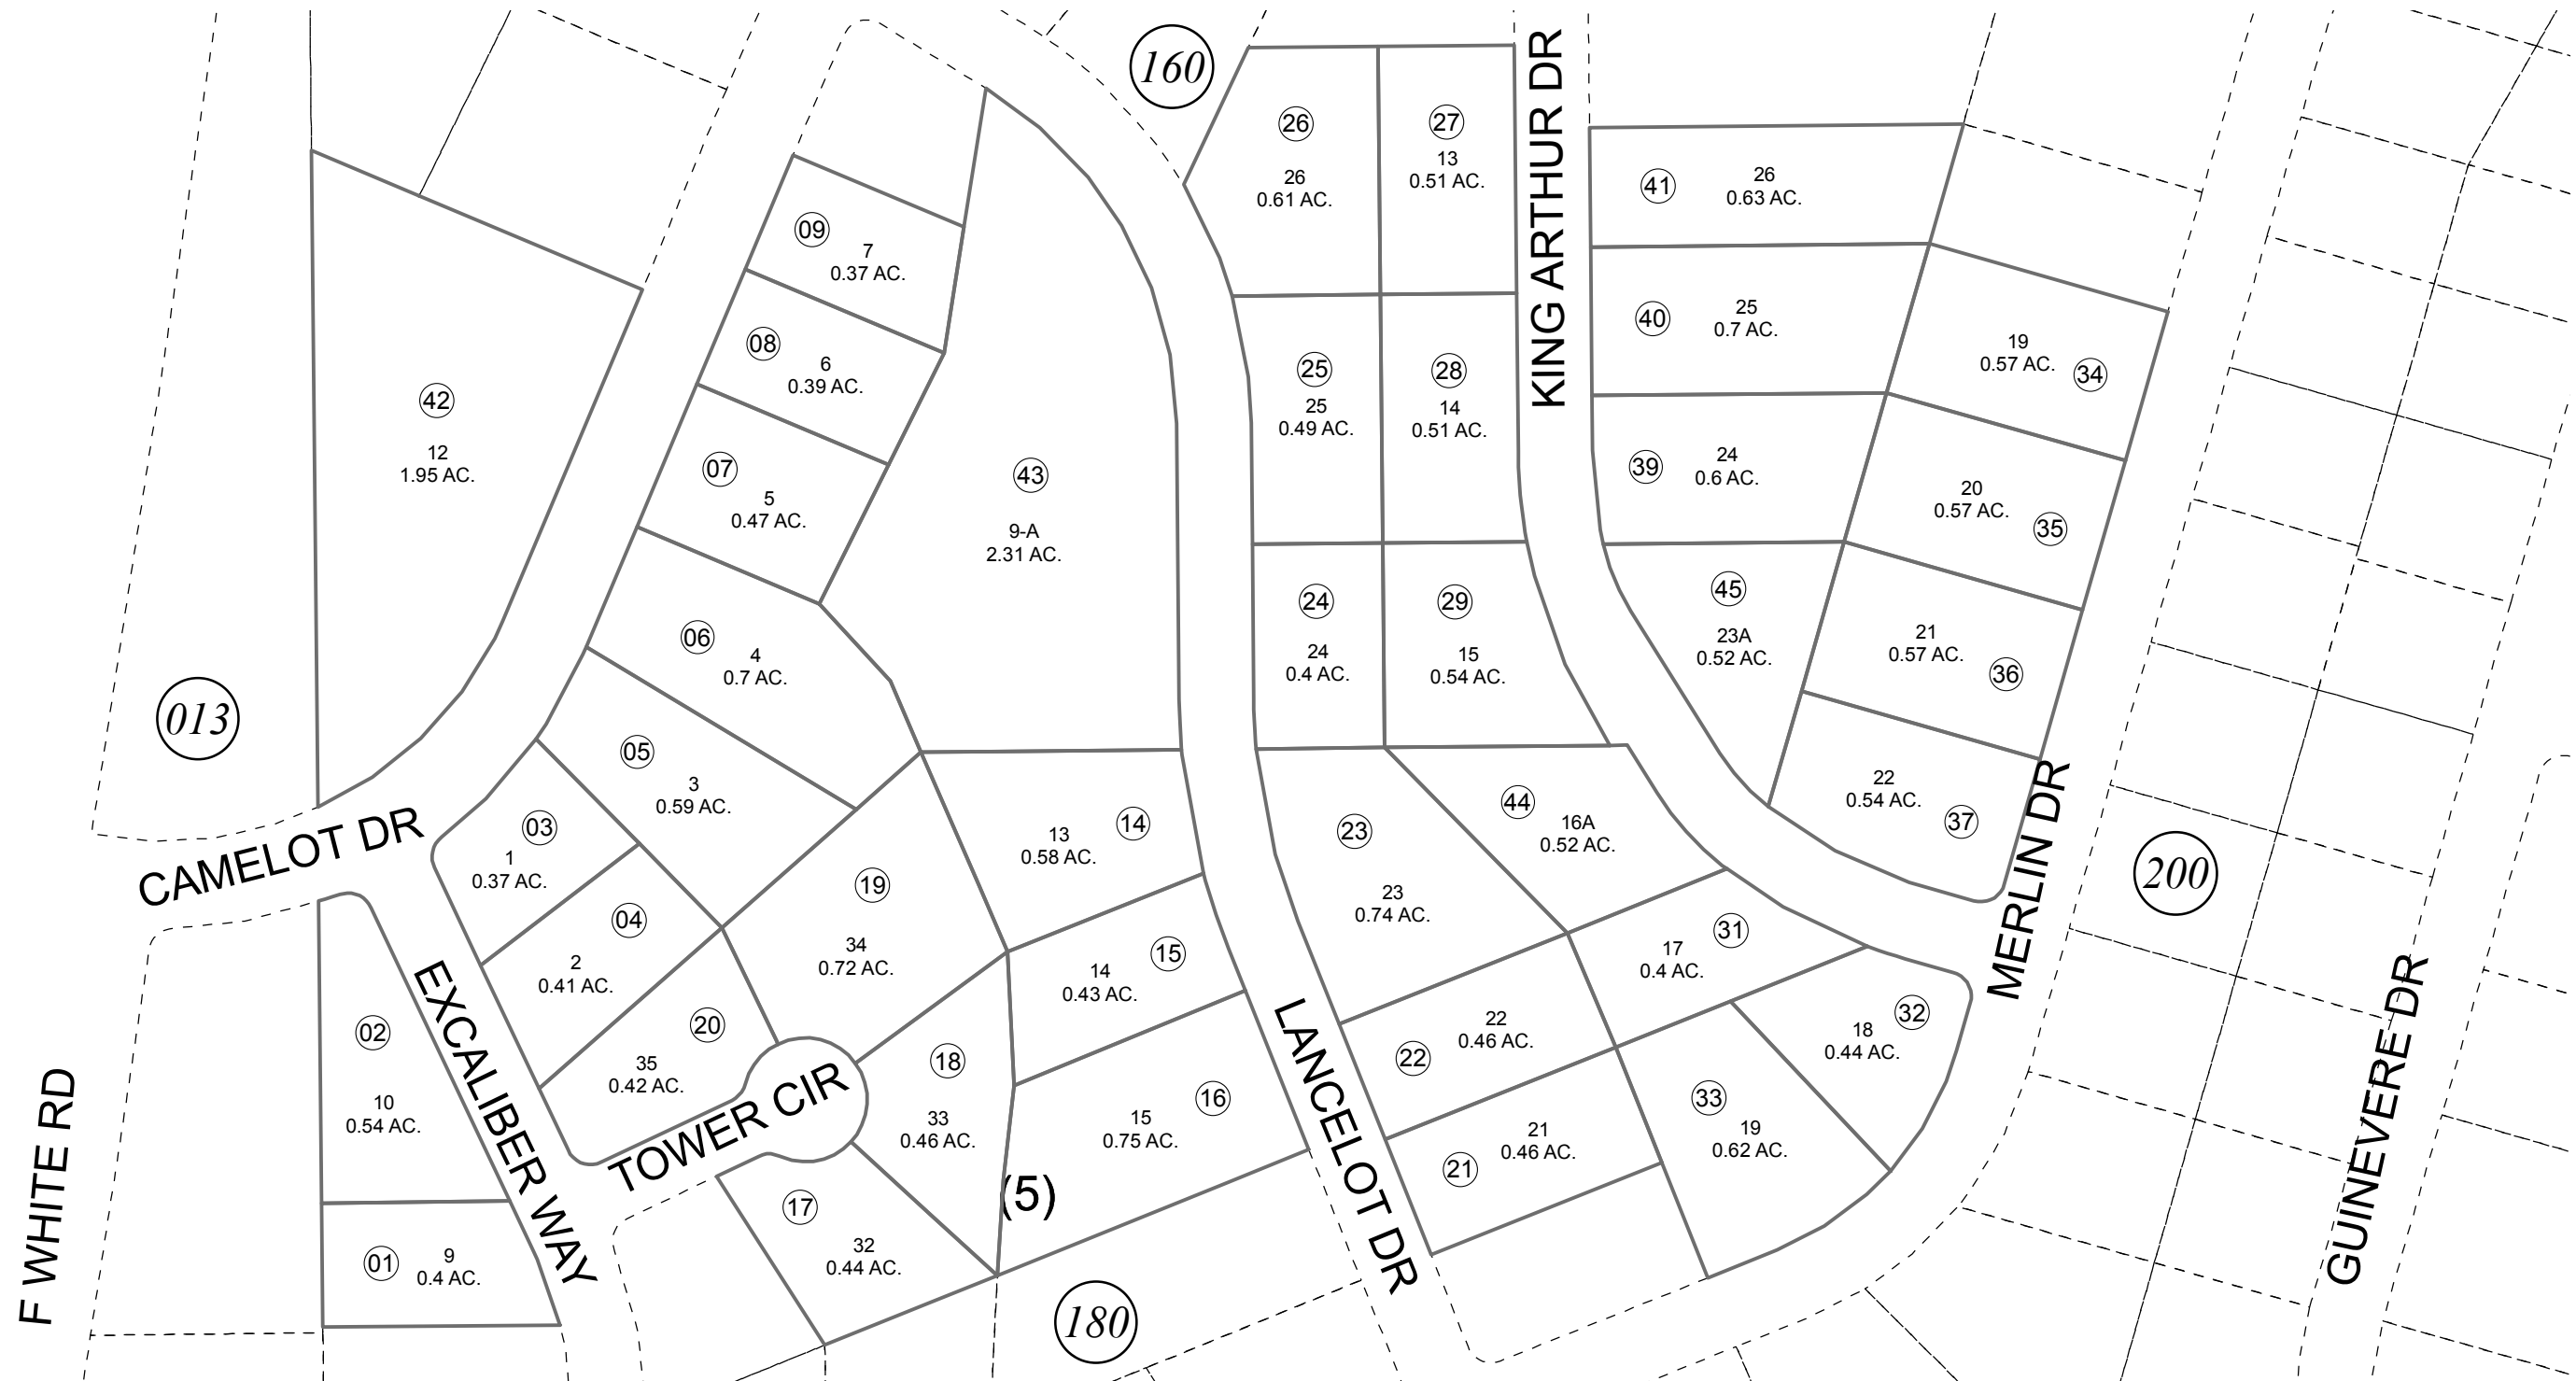 160
KING ARTHUR DR
26
26
0.61 AC.
27
13
0.51 AC.
41
26
0.63 AC.
09
7
0.37 AC.
08
6
0.39 AC.
40
25
0.7 AC.
19
0.57 AC.
34
42
12
1.95 AC.
25
25
0.49 AC.
28
14
0.51 AC.
07
5
0.47 AC.
43
9-A
2.31 AC.
39
24
0.6 AC.
20
0.57 AC.
35
06
4
0.7 AC.
24
24
0.4 AC.
29
15
0.54 AC.
45
23A
0.52 AC.
21
0.57 AC.
36
013
05
3
0.59 AC.
03
1
0.37 AC.
CAMELOT DR
13
0.58 AC.
14
23
23
0.74 AC.
44
16A
0.52 AC.
22
0.54 AC.
37
MERLIN DR
200
04
2
0.41 AC.
19
34
0.72 AC.
14
0.43 AC.
15
31
17
0.4 AC.
02
10
0.54 AC.
EXCALIBER WAY
20
35
0.42 AC.
TOWER CIR
18
33
0.46 AC.
16
15
0.75 AC.
LANCELOT DR
22
0.46 AC.
22
32
18
0.44 AC.
33
19
0.62 AC.
21
0.46 AC.
21
GUINEVERE DR
F WHITE RD
01
9
0.4 AC.
17
32
0.44 AC.
(5)
180